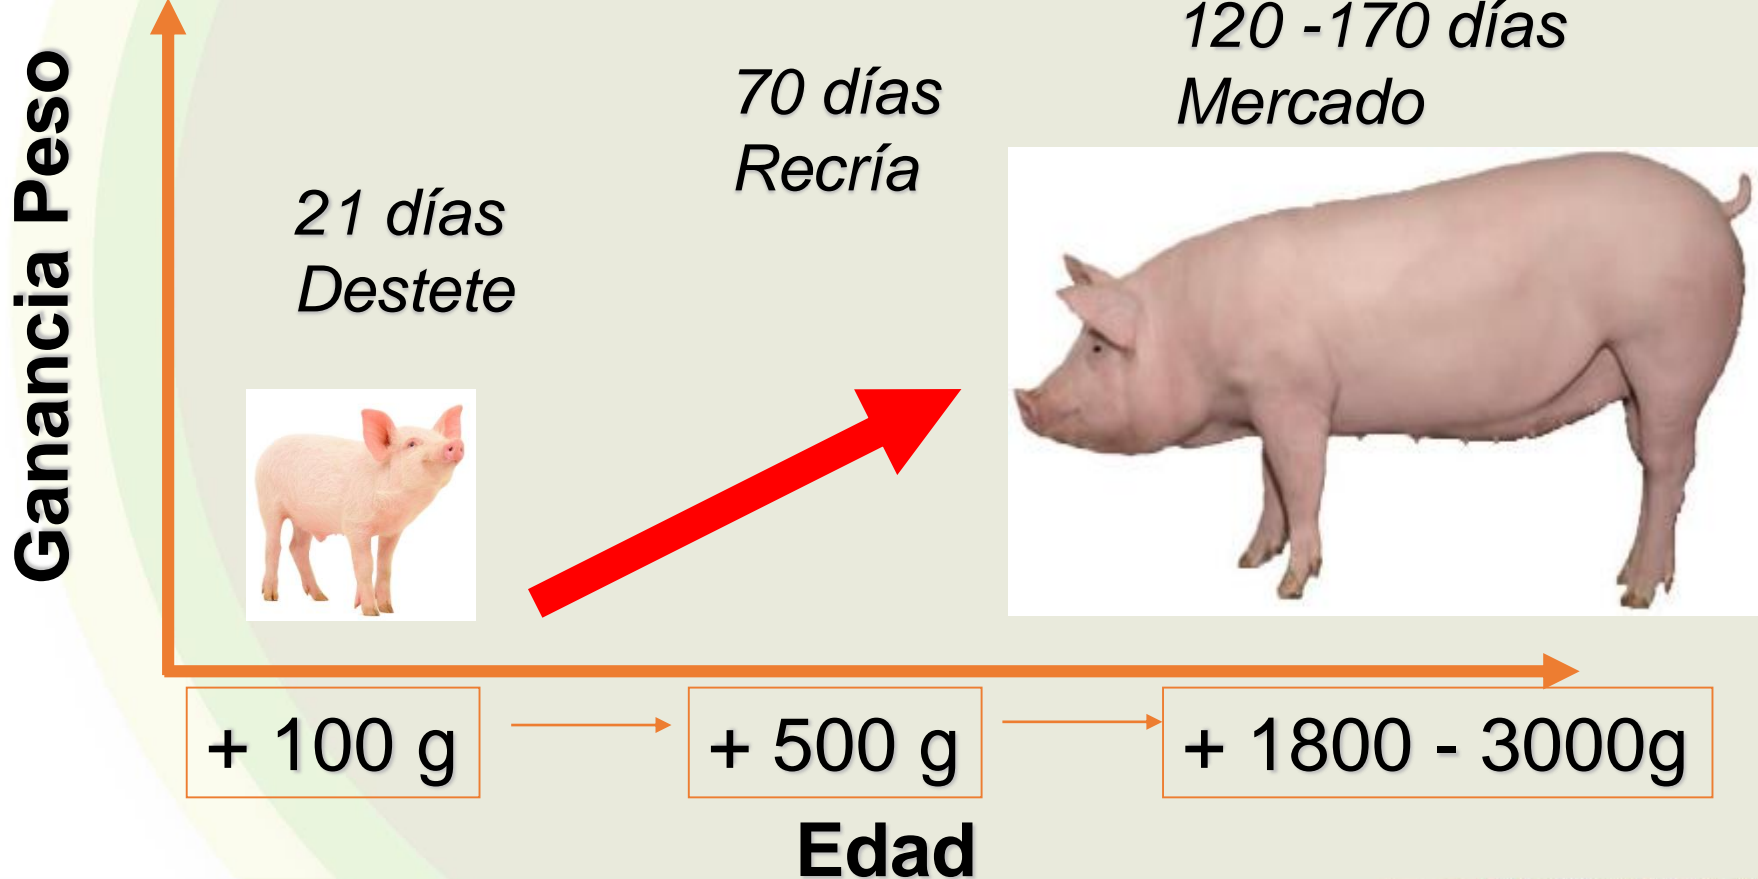 Ganancia Peso
21 días
Destete
70 días
Recría
120 -170 días
Mercado
+ 100 g
+ 500 g
+ 1800 - 3000g
Edad